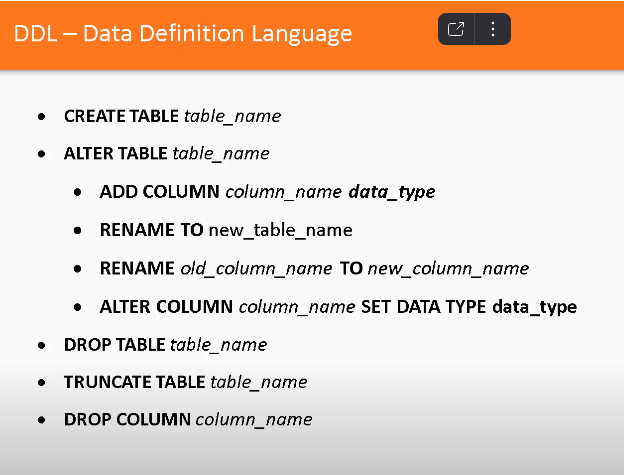 DDL – Data Definition Language
• CREATE TABLE table_name
• ALTER TABLE table_name
• ADD COLUMN column_name data_type
• RENAME TO new_table_name
• RENAME old_column_name TO new_column_name
• ALTER COLUMN column_name SET DATA TYPE data_type
• DROP TABLE table_name
• TRUNCATE TABLE table_name
• DROP COLUMN column_name